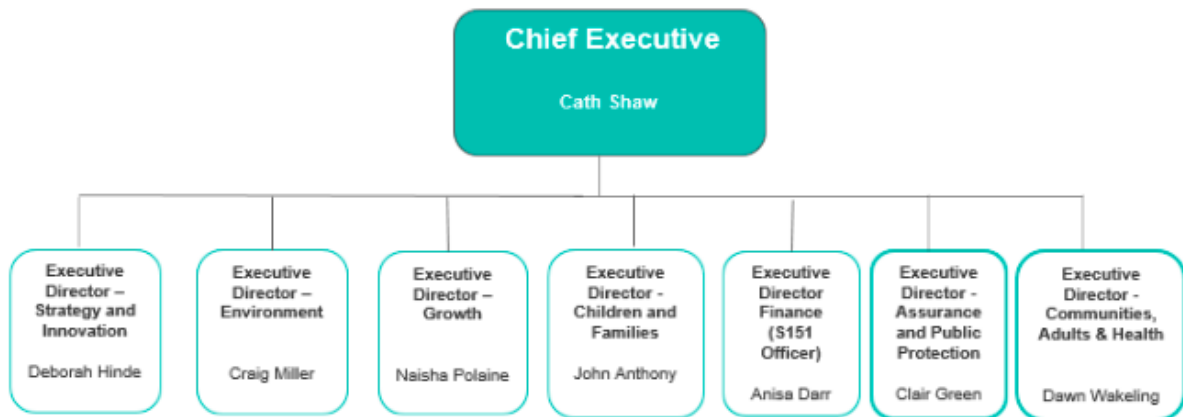 Chief Executive
Cath Shaw
Executive
Director –
Strategy and
Innovation
Deborah Hinde
Executive
Director –
Environment
Craig Miller
Executive
Director –
Growth
Naisha Polaine
Executive
Director -
Children and
Families
John Anthony
Executive
Director
Finance
(S151
Officer)
Anisa Darr
Executive
Director -
Assurance
and Public
Protection
Clair Green
Executive
Director -
Communities,
Adults & Health
Dawn Wakeling